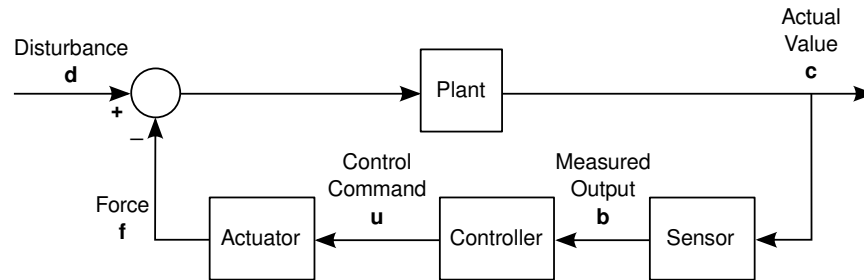 Actual
Value
c
Disturbance
d
Plant
+
–
Control
Command
u
Measured
Output
b
Force
f
Actuator
Controller
Sensor